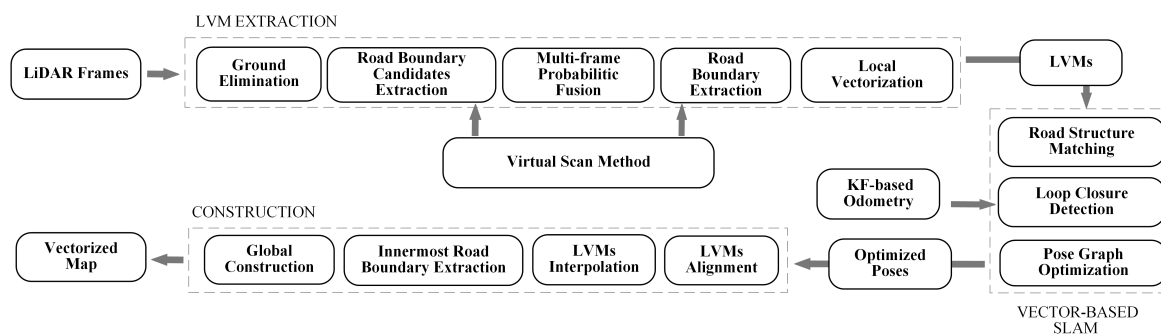 LVM EXTRACTION
LiDAR Frames
Ground
Elimination
Road Boundary
Candidates
Extraction
Multi-frame
Probabilitic
Fusion
Road
Boundary
Extraction
Local
Vectorization
LVMs
Virtual Scan Method
Road Structure
Matching
KF-based
Odometry
Loop Closure
Detection
Pose Graph
Optimization
VECTOR-BASED
SLAM
CONSTRUCTION
Vectorized
Map
Global
Construction
Innermost Road
Boundary Extraction
LVMs
Interpolation
LVMs
Alignment
Optimized
Poses